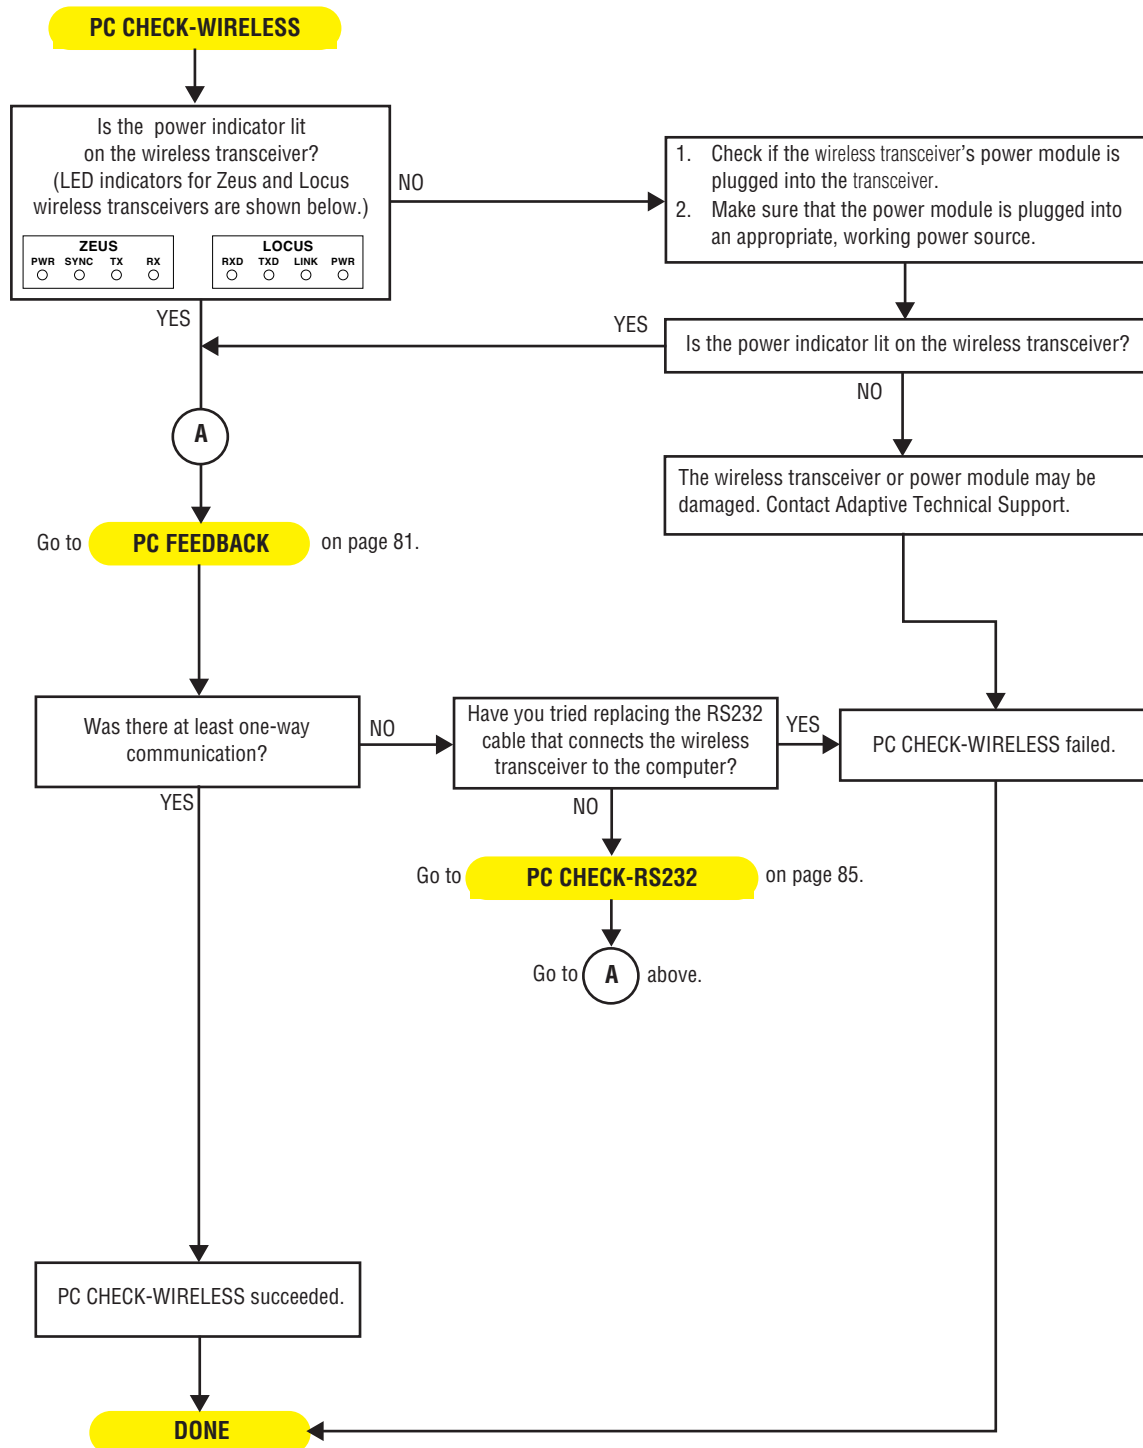 PC CHECK-WIRELESS
Is the power indicator lit
on the wireless transceiver?
(LED indicators for Zeus and Locus
wireless transceivers are shown below.)
ZEUS
PWR SYNC TX RX
LOCUS
RXD TXD LINK PWR
NO
1. Check if the wireless transceiver's power module is
plugged into the transceiver.
2. Make sure that the power module is plugged into
an appropriate, working power source.
YES
YES
Is the power indicator lit on the wireless transceiver?
NO
A
The wireless transceiver or power module may be
damaged. Contact Adaptive Technical Support.
Go to PC FEEDBACK on page 81.
Was there at least one-way
communication?
NO
Have you tried replacing the RS232
cable that connects the wireless
transceiver to the computer?
YES
PC CHECK-WIRELESS failed.
YES
NO
Go to PC CHECK-RS232 on page 85.
Go to A above.
PC CHECK-WIRELESS succeeded.
DONE